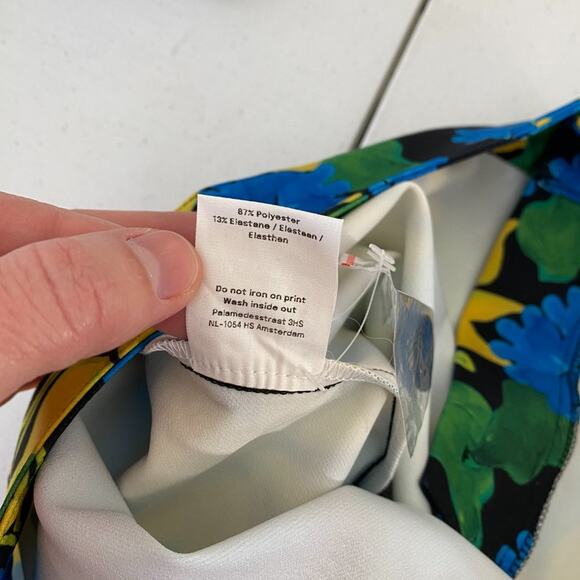 87% Polyester
13% Elastane / Elastaan /
Elasthan
Do not iron on print
Wash inside out
Palamedesstraat 3HS
NL-1054 HS Amsterdam